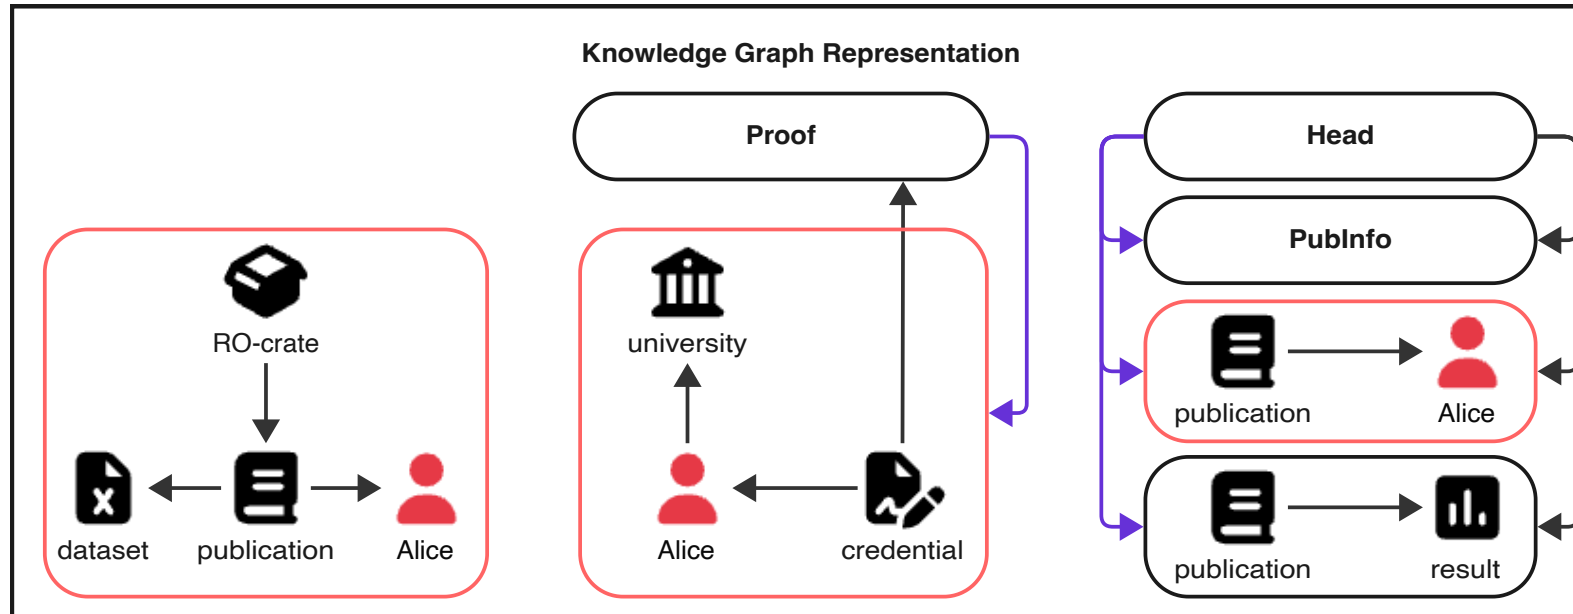 Knowledge Graph Representation
Proof
Head
PubInfo
RO-crate
university
publication
Alice
dataset
publication
Alice
Alice
credential
publication
result